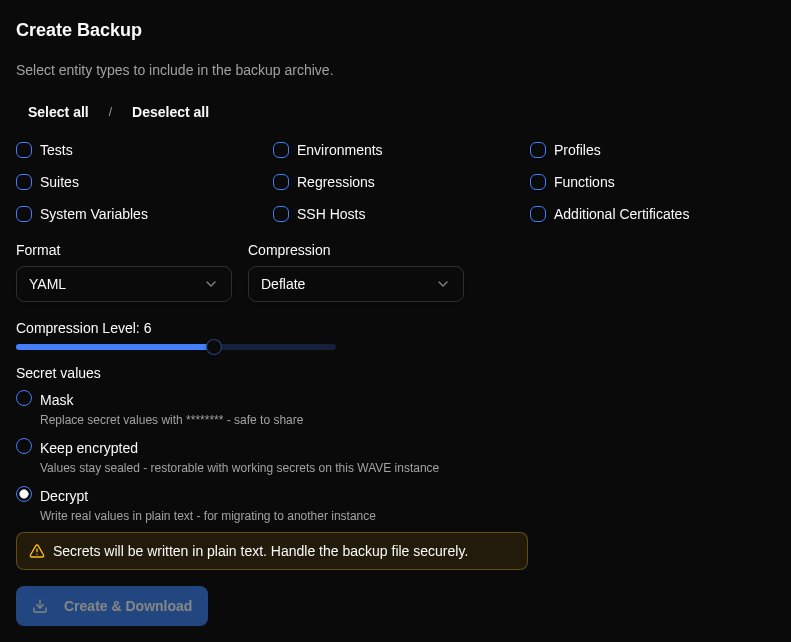 Create Backup
Select entity types to include in the backup archive.
Select all / Deselect all
Tests Environments Profiles
Suites Regressions Functions
System Variables SSH Hosts Additional Certificates
Format Compression
YAML Deflate
Compression Level: 6
Secret values
Mask
Replace secret values with ******** - safe to share
Keep encrypted
Values stay sealed - restorable with working secrets on this WAVE instance
Decrypt
Write real values in plain text - for migrating to another instance
Secrets will be written in plain text. Handle the backup file securely.
Create & Download